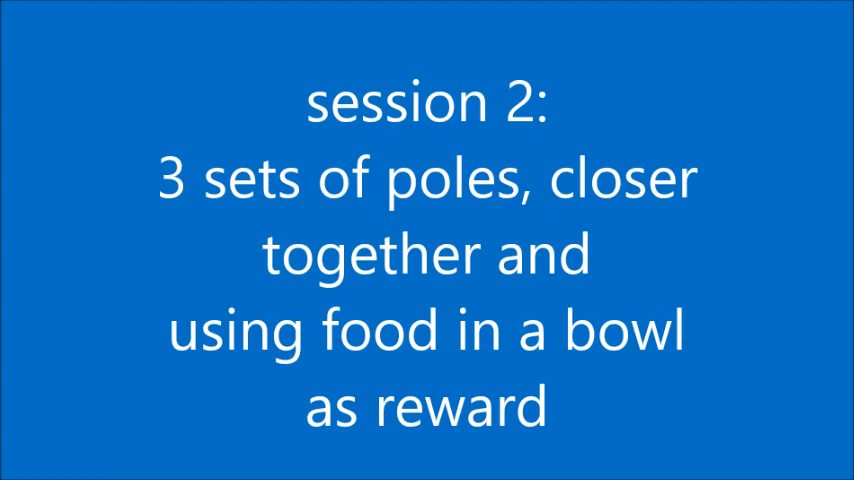 session 2:
3 sets of poles, closer
together and
using food in a bowl
as reward